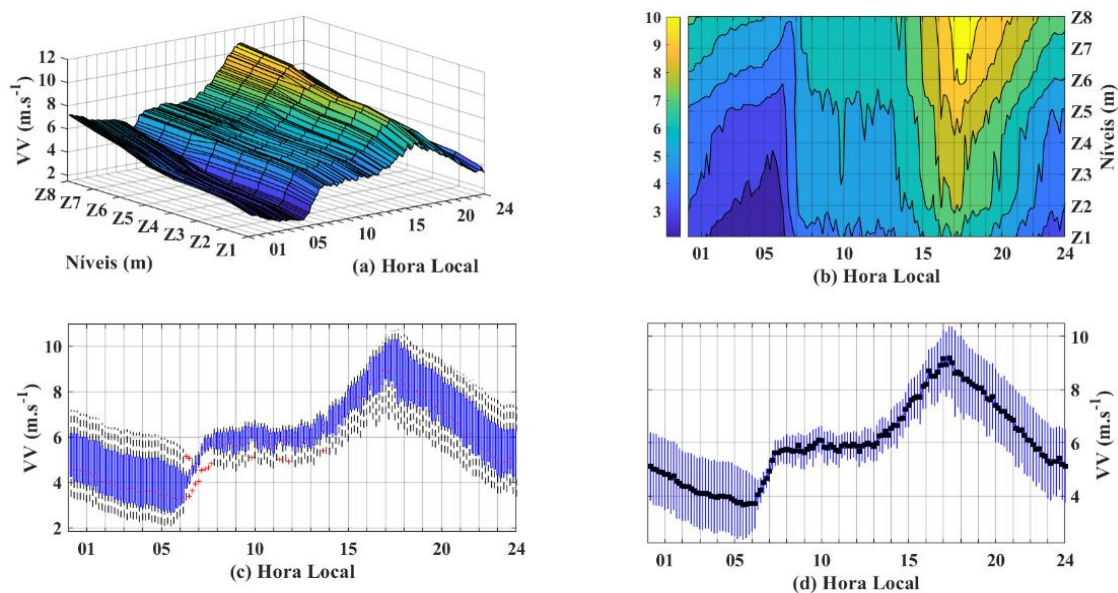 12
10
8
6
4
2
VV (m.s⁻¹)
Z8
Z7
Z6
Z5
Z4
Z3
Z2
Z1
Níveis (m)
01
05
10
15
20
24
(a) Hora Local
10
9
8
7
6
5
4
3
Z8
Z7
Z6
Z5
Z4
Z3
Z2
Z1
Níveis (m)
01 05 10 15 20 24
(b) Hora Local
10
8
6
4
2
VV (m.s⁻¹)
01 05 10 15 20 24
(c) Hora Local
10
8
6
4
VV (m.s⁻¹)
01 05 10 15 20 24
(d) Hora Local